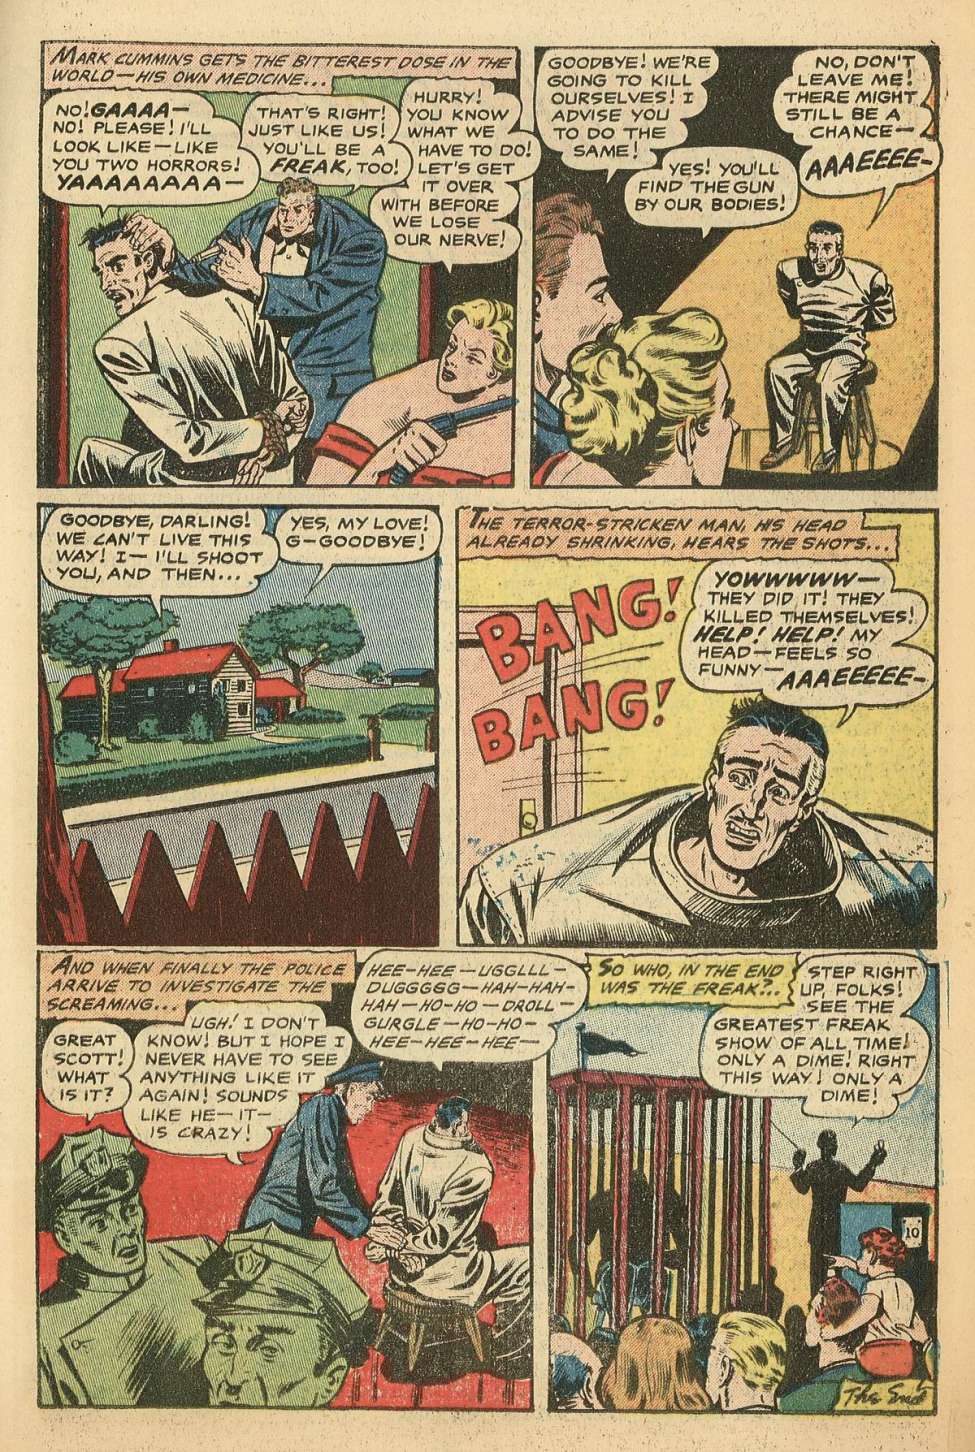 MARK CUMMINS GETS THE BITTEREST DOSE IN THE
WORLD—HIS OWN MEDICINE...
NO! GAAAA—
NO! PLEASE! I'LL
LOOK LIKE—LIKE
YOU TWO HORRORS!
YAAAAAAAAA—
THAT'S RIGHT!
JUST LIKE US!
YOU'LL BE A
FREAK, TOO!
HURRY!
YOU KNOW
WHAT WE
HAVE TO DO!
LET'S GET
IT OVER
WITH BEFORE
WE LOSE
OUR NERVE!
GOODBYE! WE'RE
GOING TO KILL
OURSELVES! I
ADVISE YOU
TO DO THE
SAME!
YES! YOU'LL
FIND THE GUN
BY OUR BODIES!
NO, DON'T
LEAVE ME!
THERE MIGHT
STILL BE A
CHANCE—
AAAEEEE—
GOODBYE, DARLING!
WE CAN'T LIVE THIS
WAY! I—I'LL SHOOT
YOU, AND THEN...
YES, MY LOVE!
G-GOODBYE!
THE TERROR-STRICKEN MAN, HIS HEAD
ALREADY SHRINKING, HEARS THE SHOTS...
BANG!
BANG!
YOWWWWW—
THEY DID IT! THEY
KILLED THEMSELVES!
HELP! HELP! MY
HEAD—FEELS SO
FUNNY—
AAAEEEEE—
AND WHEN FINALLY THE POLICE
ARRIVE TO INVESTIGATE THE
SCREAMING...
GREAT
SCOTT!
WHAT
IS IT?
UGH! I DON'T
KNOW! BUT I HOPE I
NEVER HAVE TO SEE
ANYTHING LIKE IT
AGAIN! SOUNDS
LIKE HE—IT—
IS CRAZY!
HEE-HEE—UGGLLL-
DUGGGGG—HAH-HAH-
HAH—HO-HO—DROLL-
GURGLE—HO-HO-
HEE-HEE-HEE—
SO WHO, IN THE END
WAS THE FREAK?..
STEP RIGHT
UP, FOLKS!
SEE THE
GREATEST FREAK
SHOW OF ALL TIME!
ONLY A DIME! RIGHT
THIS WAY! ONLY A
DIME!
10
The End